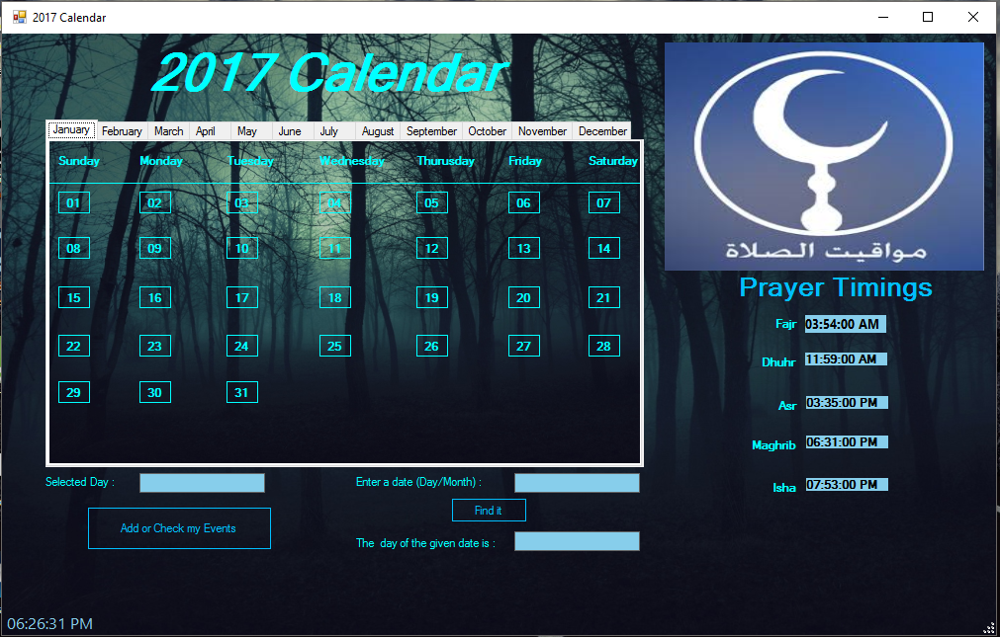 2017 Calendar
2017 Calendar
January February March April May June July August September October November December
Sunday Monday Tuesday Wednesday Thurusday Friday Saturday
01 02 03 04 05 06 07
08 09 10 11 12 13 14
15 16 17 18 19 20 21
22 23 24 25 26 27 28
29 30 31
Selected Day :
Add or Check my Events
Enter a date (Day/Month) :
Find it
The day of the given date is :
مواقيت الصلاة
Prayer Timings
Fajr 03:54:00 AM
Dhuhr 11:59:00 AM
Asr 03:35:00 PM
Maghrib 06:31:00 PM
Isha 07:53:00 PM
06:26:31 PM